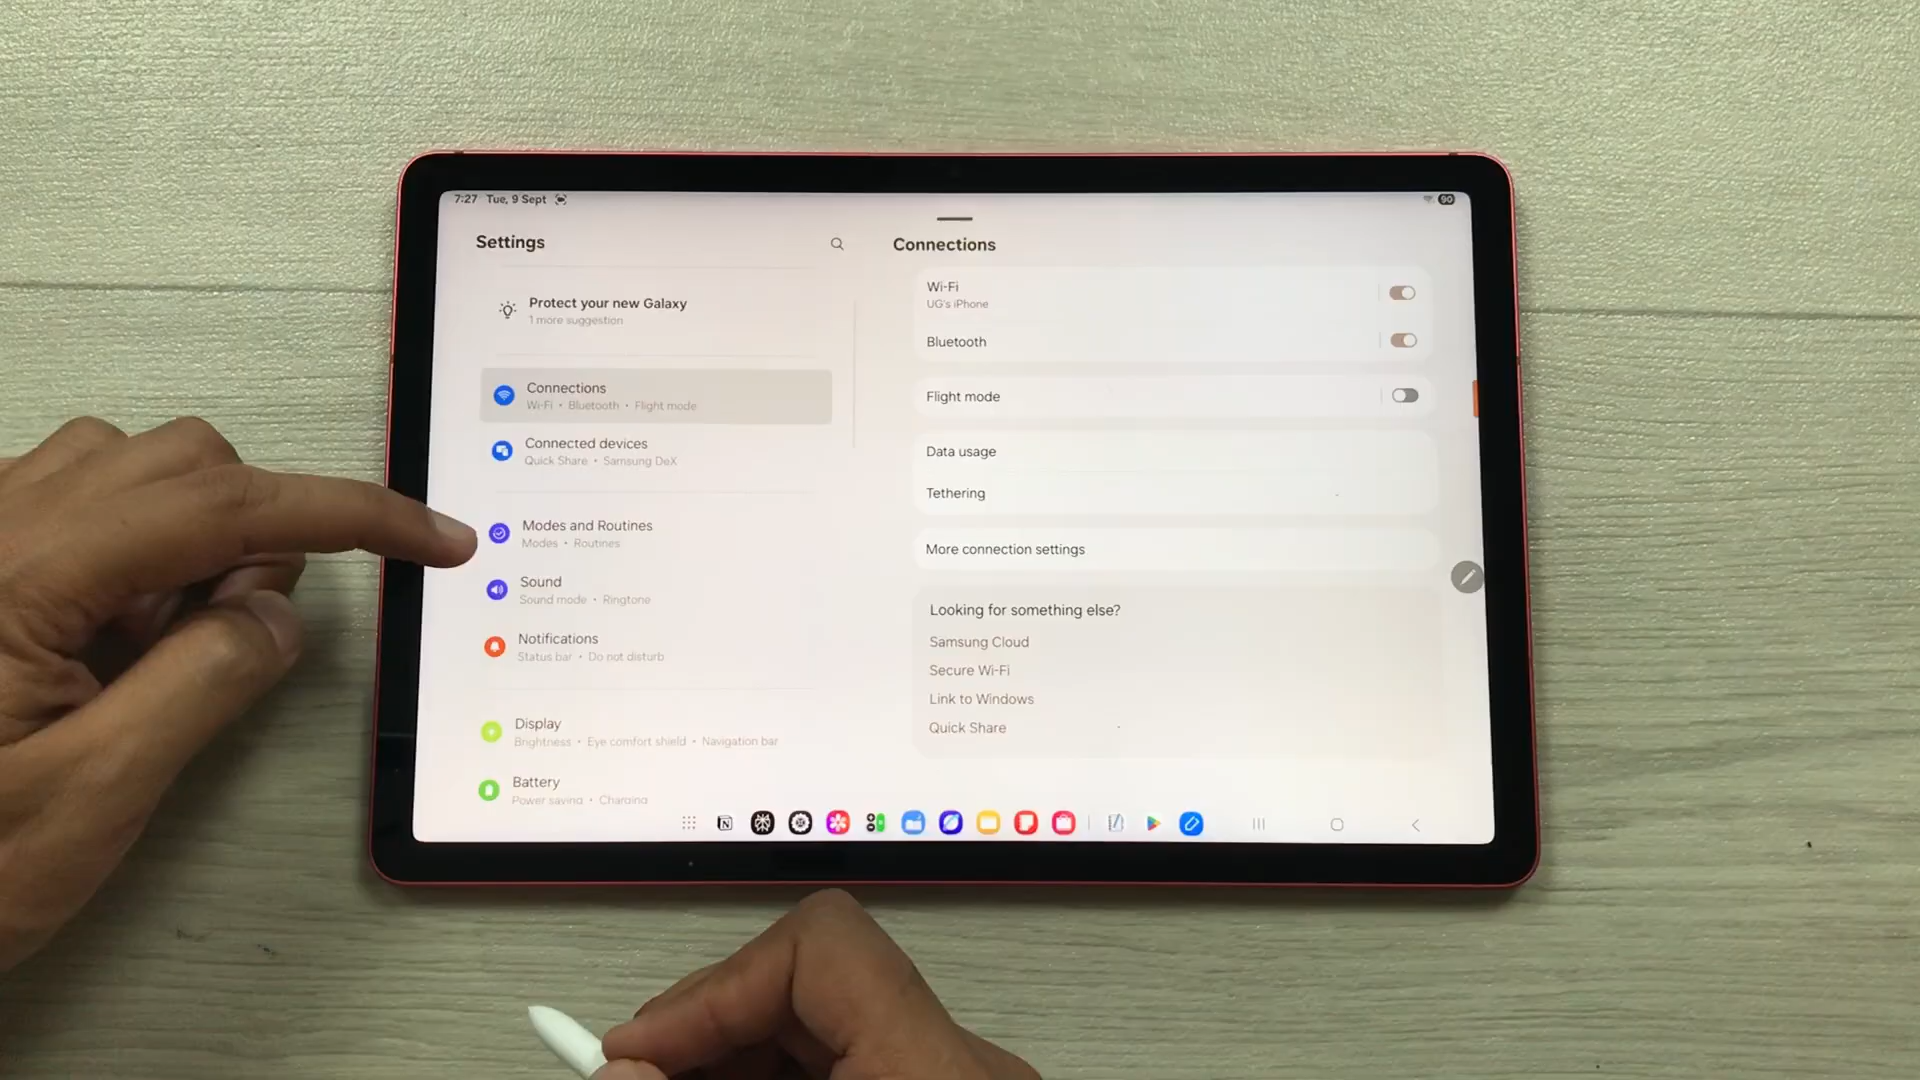 7:27 Tue, 9 Sept
90
Settings
Protect your new Galaxy
1 more suggestion
Connections
Wi-Fi • Bluetooth • Flight mode
Connected devices
Quick Share • Samsung DeX
Modes and Routines
Modes • Routines
Sound
Sound mode • Ringtone
Notifications
Status bar • Do not disturb
Display
Brightness • Eye comfort shield • Navigation bar
Battery
Power saving • Charging
Connections
Wi-Fi
UG's iPhone
Bluetooth
Flight mode
Data usage
Tethering
More connection settings
Looking for something else?
Samsung Cloud
Secure Wi-Fi
Link to Windows
Quick Share